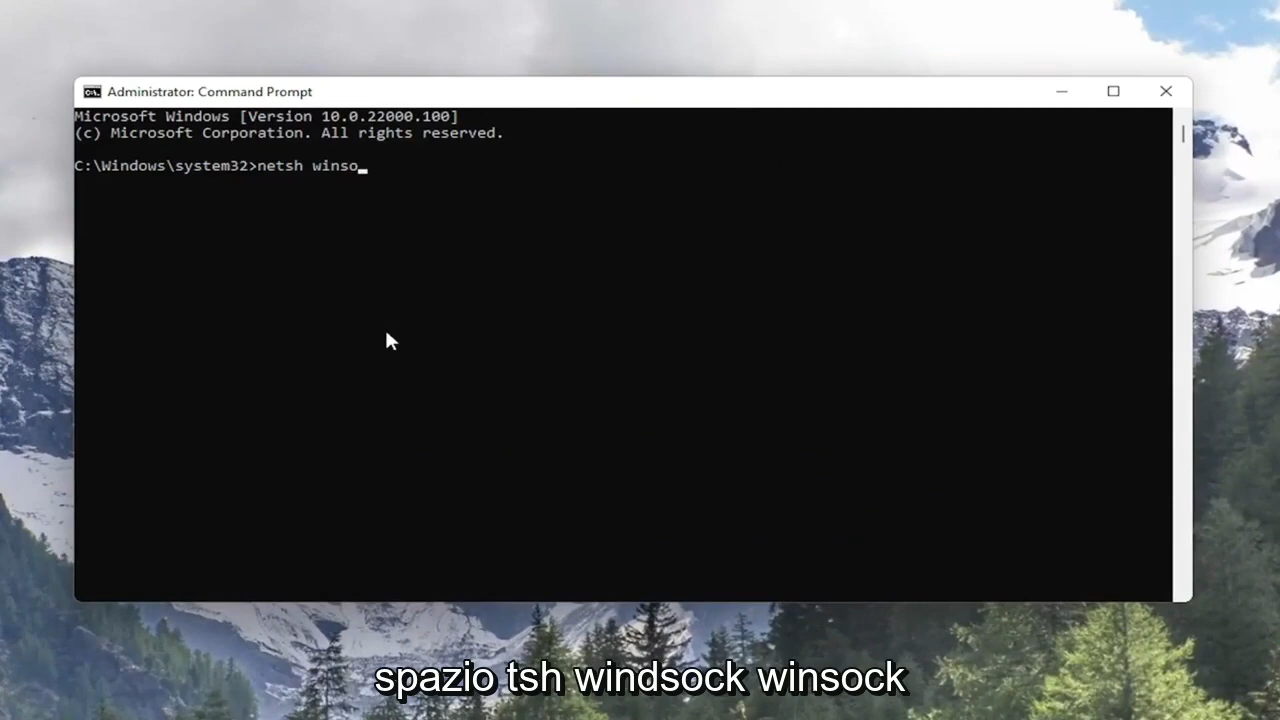 Administrator: Command Prompt
Microsoft Windows [Version 10.0.22000.100]
(c) Microsoft Corporation. All rights reserved.
C:\Windows\system32>netsh winso
spazio tsh windsock winsock